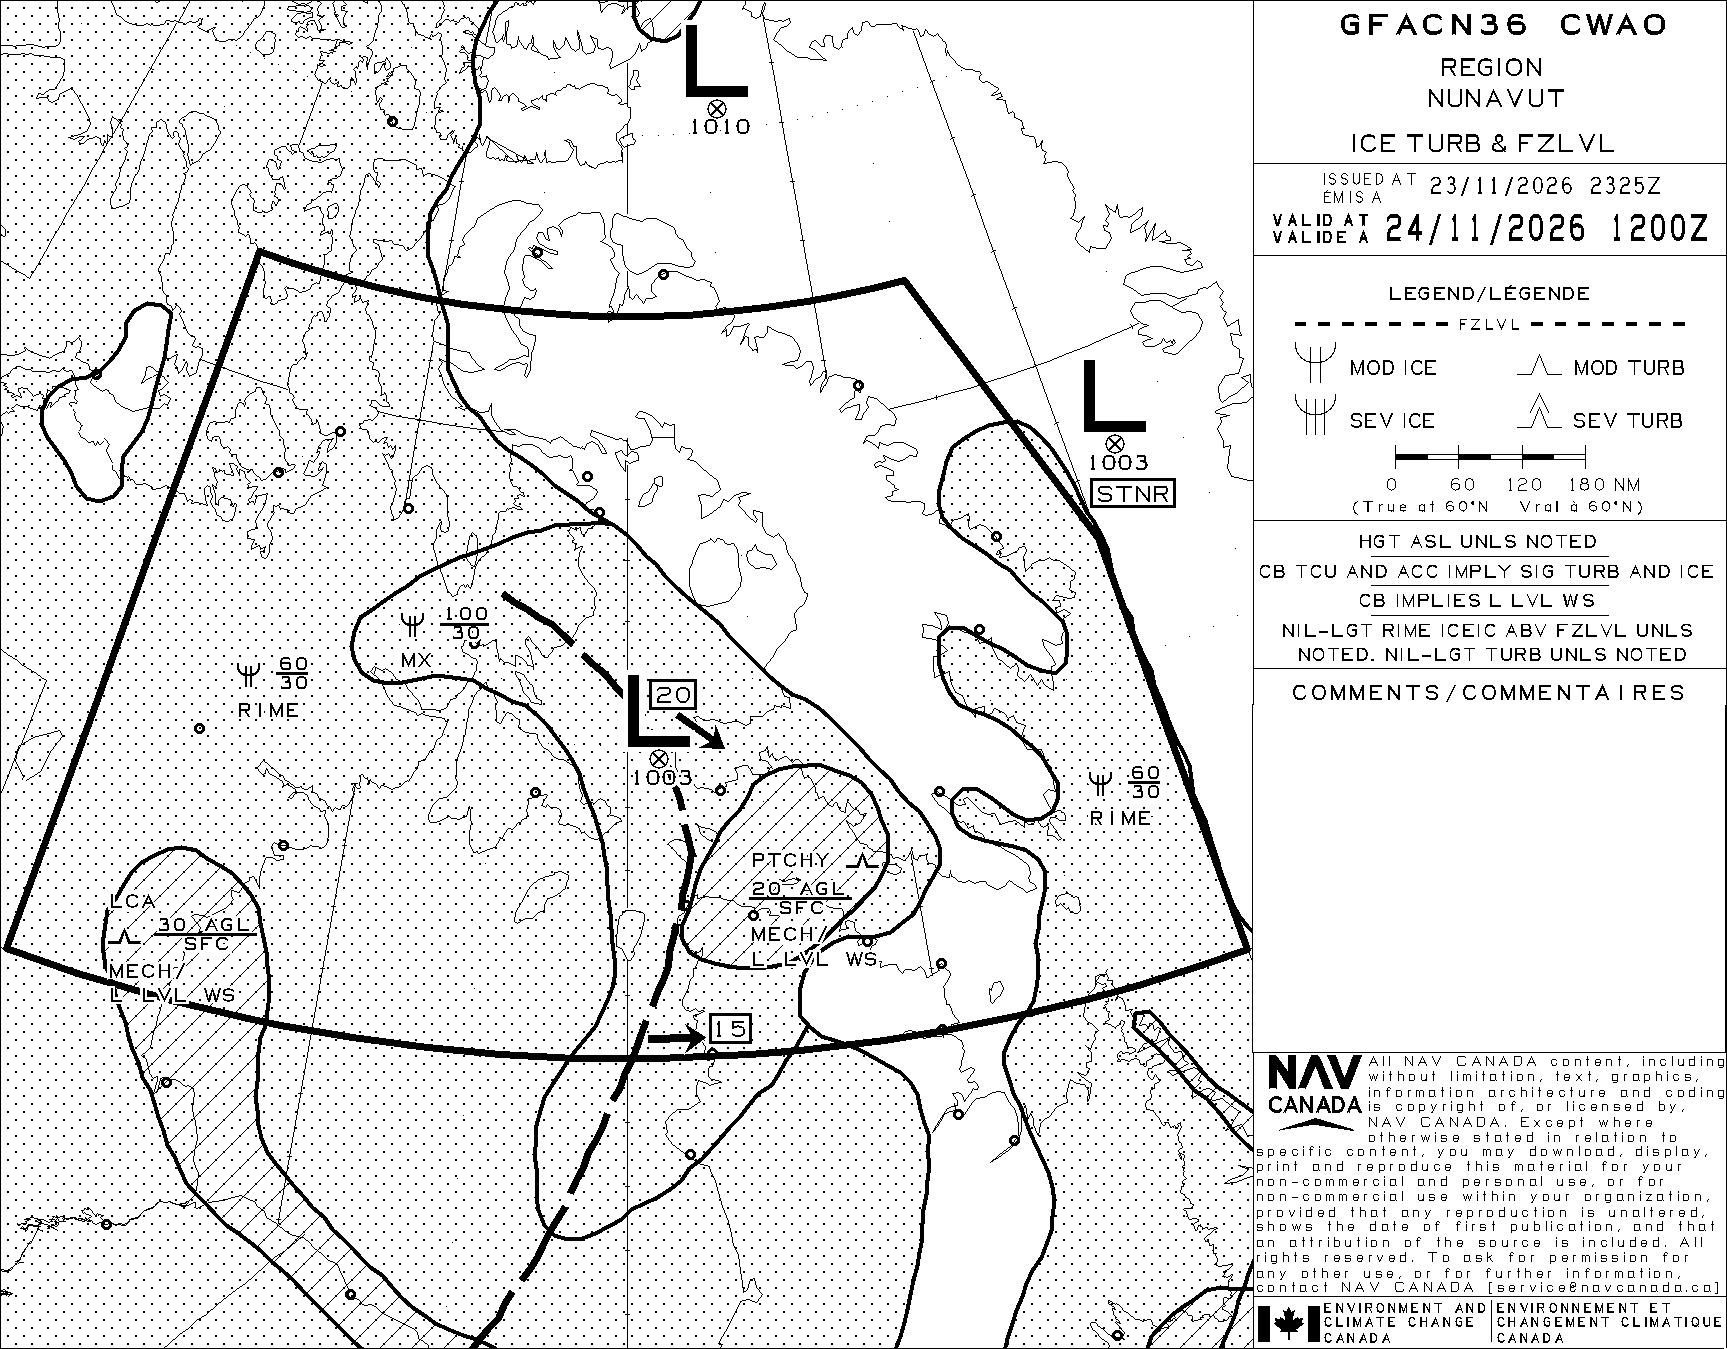 GFACN36 CWAO
REGION
NUNAVUT
ICE TURB & FZLVL
ISSUED AT
ÉMIS A
23/11/2026 2325Z
VALID AT
VALIDE A
24/11/2026 1200Z
LEGEND/LÉGENDE
FZLVL
MOD ICE
MOD TURB
SEV ICE
SEV TURB
0 60 120 180 NM
(True at 60°N Vrai à 60°N)
HGT ASL UNLS NOTED
CB TCU AND ACC IMPLY SIG TURB AND ICE
CB IMPLIES L LVL WS
NIL-LGT RIME ICEIC ABV FZLVL UNLS
NOTED. NIL-LGT TURB UNLS NOTED
COMMENTS/COMMENTAIRES
NAV
CANADA
All NAV CANADA content, including
without limitation, text, graphics,
information architecture and coding
is copyright of, or licensed by,
NAV CANADA. Except where
otherwise stated in relation to
specific content, you may download, display,
print and reproduce this material for your
non-commercial and personal use, or for
non-commercial use within your organization,
provided that any reproduction is unaltered,
shows the date of first publication, and that
an attribution of the source is included. All
rights reserved. To ask for permission for
any other use, or for further information,
contact NAV CANADA [service@navcanada.ca]
ENVIRONMENT AND
CLIMATE CHANGE
CANADA
ENVIRONNEMENT ET
CHANGEMENT CLIMATIQUE
CANADA
L
1010
L
1003
STNR
100
30
MX
60
30
RIME
20
L
1003
60
30
RIME
PTCHY
20 AGL
SFC
MECH/
L LVL WS
LCA
30 AGL
SFC
MECH/
L LVL WS
15